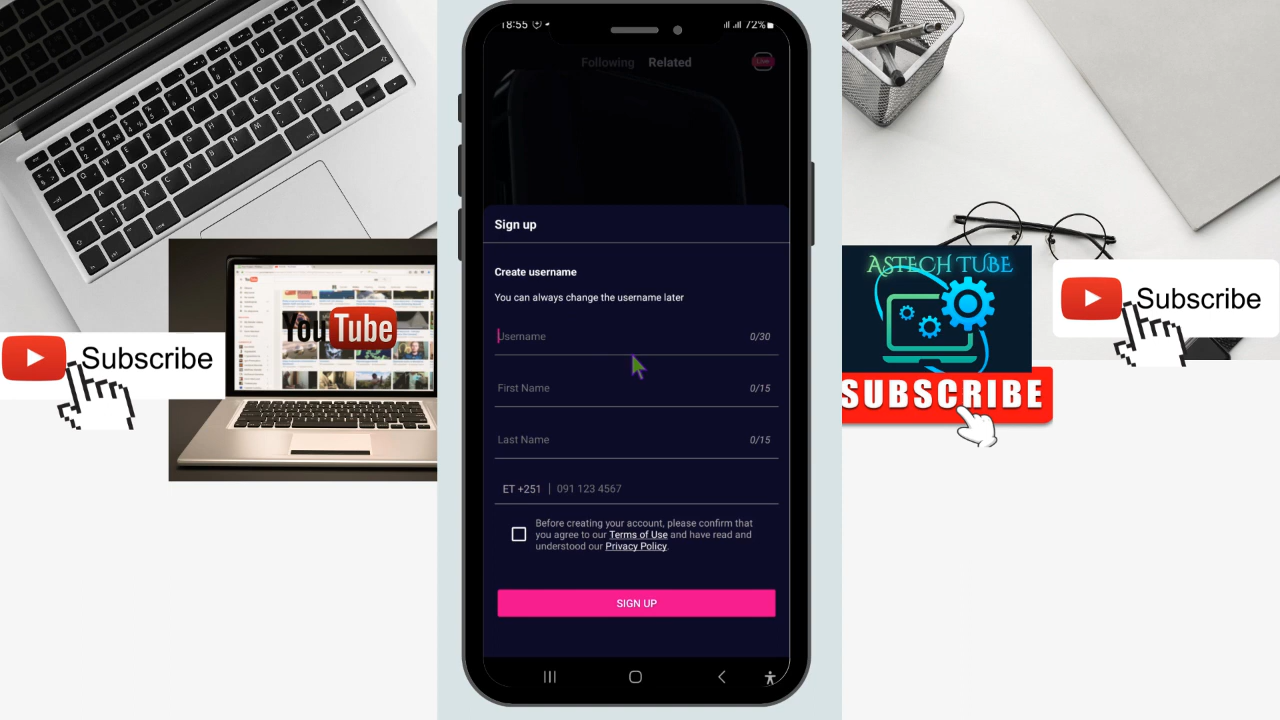 18:55
72%
Following Related
Live
Sign up
Create username
You can always change the username later
Username 0/30
First Name 0/15
Last Name 0/15
ET +251 091 123 4567
Before creating your account, please confirm that
you agree to our Terms of Use and have read and
understood our Privacy Policy.
SIGN UP
YouTube
Subscribe
ASTECH TUBE
SUBSCRIBE
Subscribe